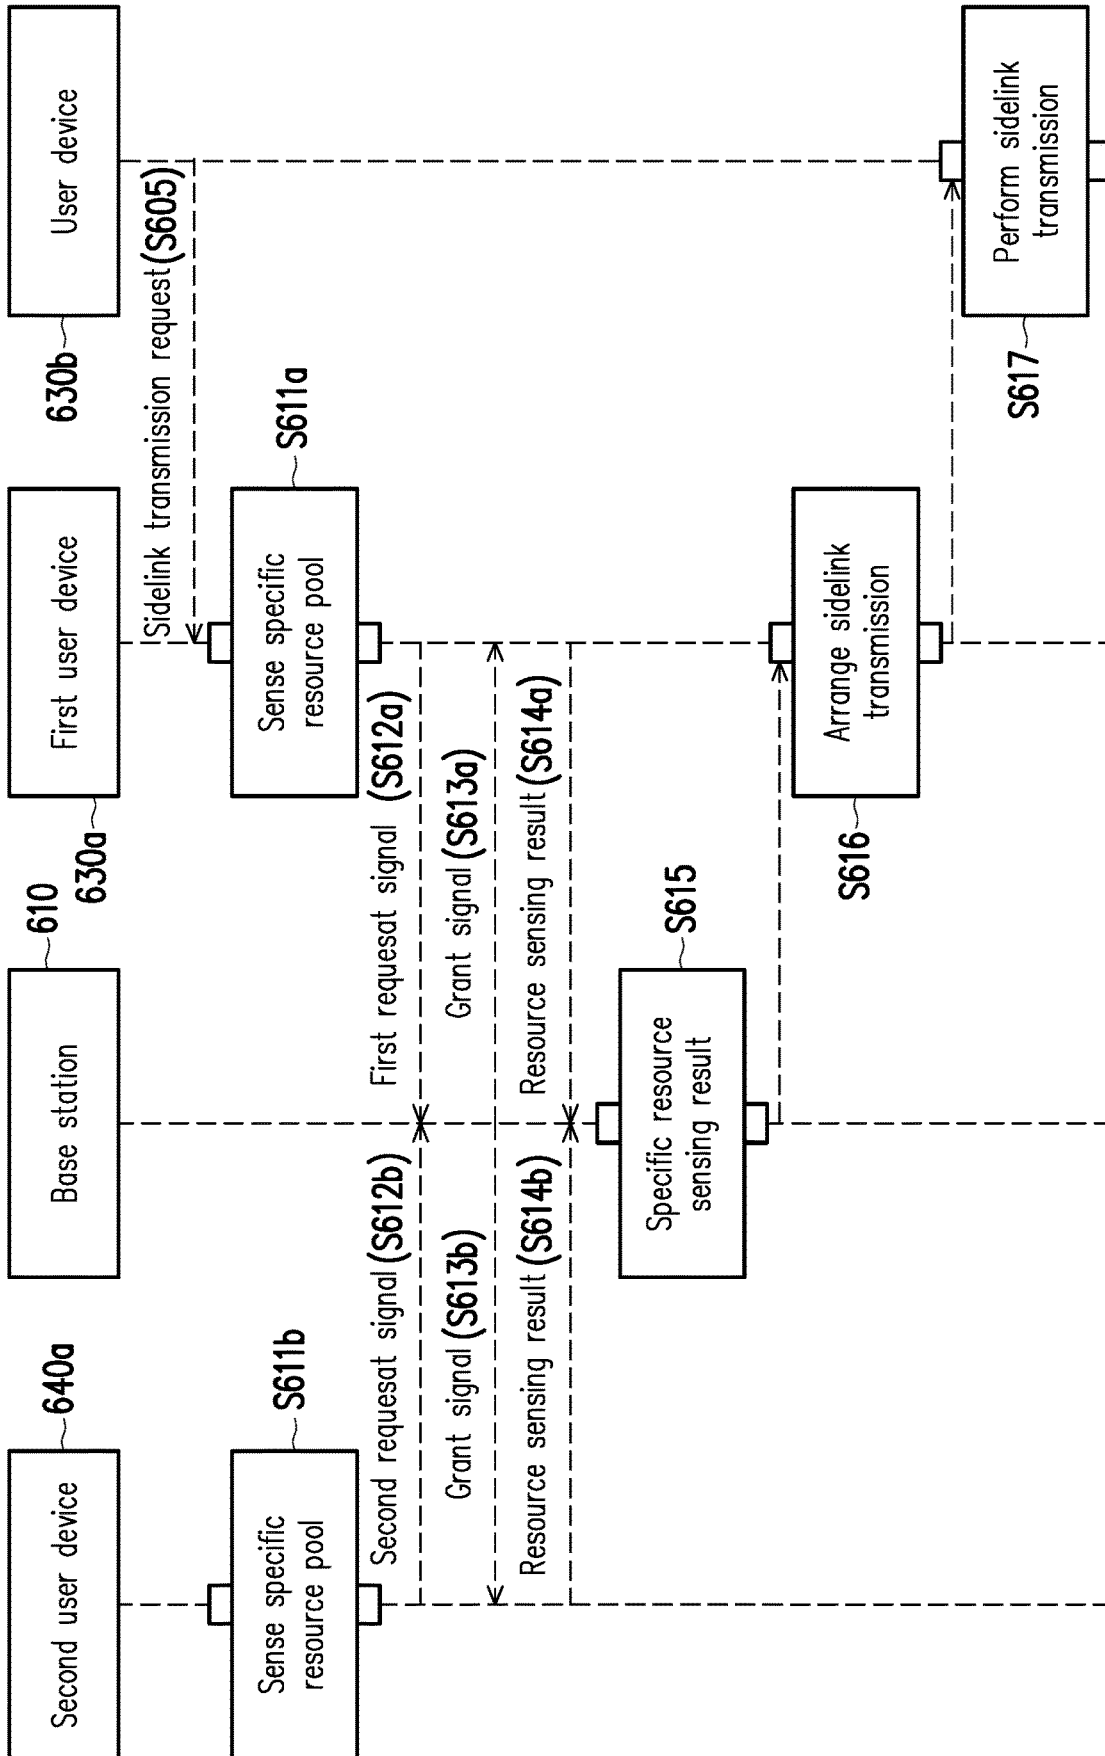 Second user device
640a
Base station
610
First user device
630a
User device
630b
Sidelink transmission request(S605)
Sense specific
resource pool
S611b
Sense specific
resource pool
S611a
Second requesat signal(S612b)
First requesat signal (S612a)
Grant signal(S613b)
Grant signal(S613a)
Resource sensing result(S614b)
Resource sensing result(S614a)
Specific resource
sensing result
S615
Arrange sidelink
transmission
S616
Perform sidelink
transmission
S617